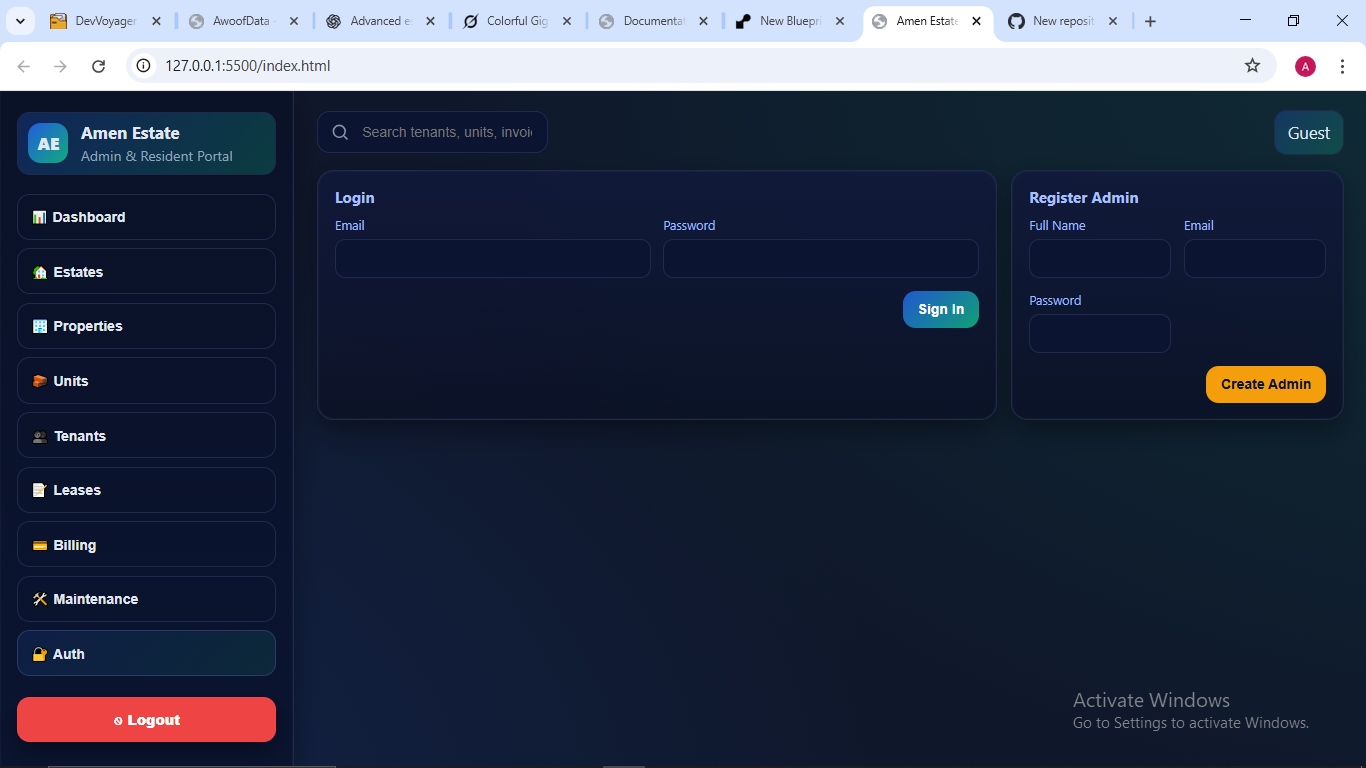 DevVoyager
AwoofData -
Advanced es
Colorful Gig
Documentat
New Bluepri
Amen Estate
New reposit
127.0.0.1:5500/index.html
A
AE
Amen Estate
Admin & Resident Portal
Search tenants, units, invoi
Guest
Dashboard
Estates
Properties
Units
Tenants
Leases
Billing
Maintenance
Auth
Logout
Login
Email
Password
Sign In
Register Admin
Full Name
Email
Password
Create Admin
Activate Windows
Go to Settings to activate Windows.